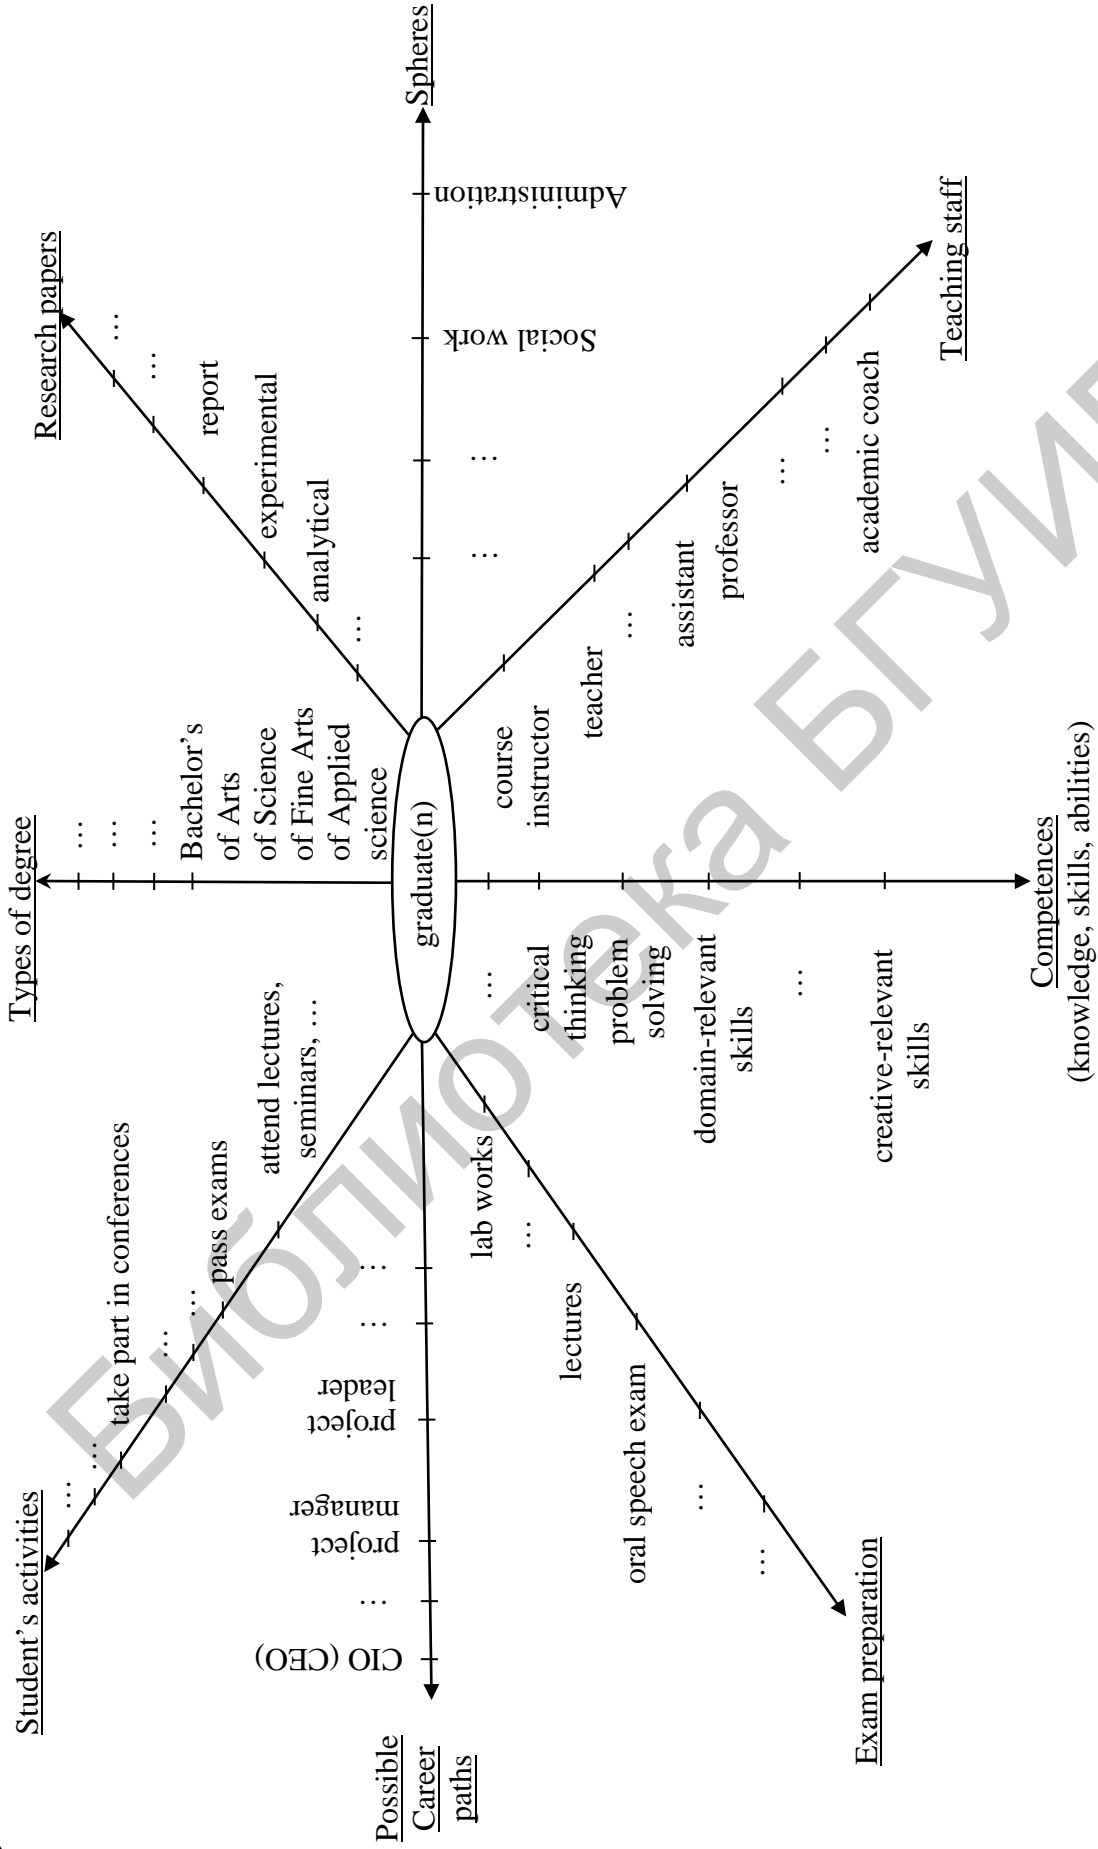 Types of degree
…
…
…
Bachelor's
of Arts
of Science
of Fine Arts
of Applied
science
Research papers
…
…
report
experimental
analytical
…
Spheres
Administration
Social work
…
…
Teaching staff
course
instructor
teacher
…
assistant
professor
…
…
academic coach
Competences
(knowledge, skills, abilities)
…
critical
thinking
problem
solving
domain-relevant
skills
…
creative-relevant
skills
Exam preparation
lab works
…
lectures
oral speech exam
…
…
Possible
Career
paths
…
…
project
leader
project
manager
…
CIO (CEO)
Student's activities
…
…
take part in conferences
…
…
pass exams
attend lectures,
seminars, …
graduate(n)
Библиотека БГУИ